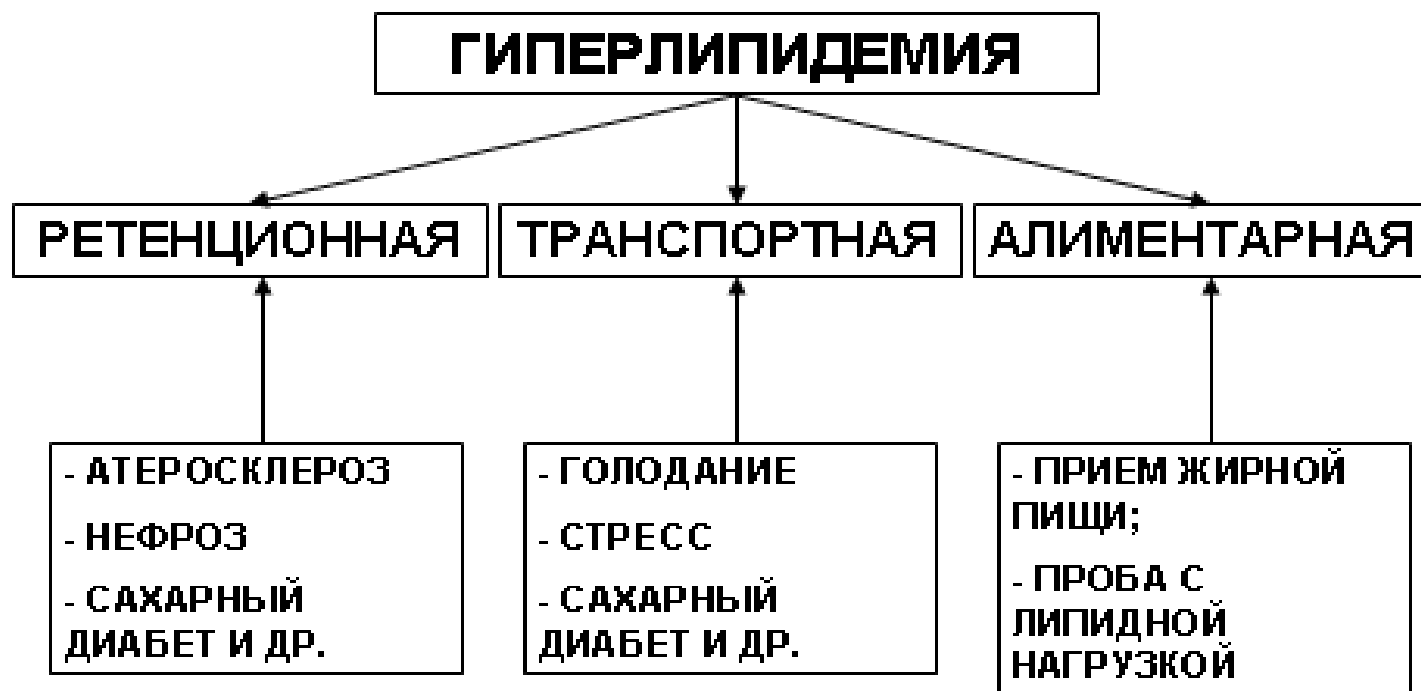 ГИПЕРЛИПИДЕМИЯ
РЕТЕНЦИОННАЯ
ТРАНСПОРТНАЯ
АЛИМЕНТАРНАЯ
- АТЕРОСКЛЕРОЗ
- НЕФРОЗ
- САХАРНЫЙ
ДИАБЕТ И ДР.
- ГОЛОДАНИЕ
- СТРЕСС
- САХАРНЫЙ
ДИАБЕТ И ДР.
- ПРИЕМ ЖИРНОЙ
ПИЩИ;
- ПРОБА С
ЛИПИДНОЙ
НАГРУЗКОЙ